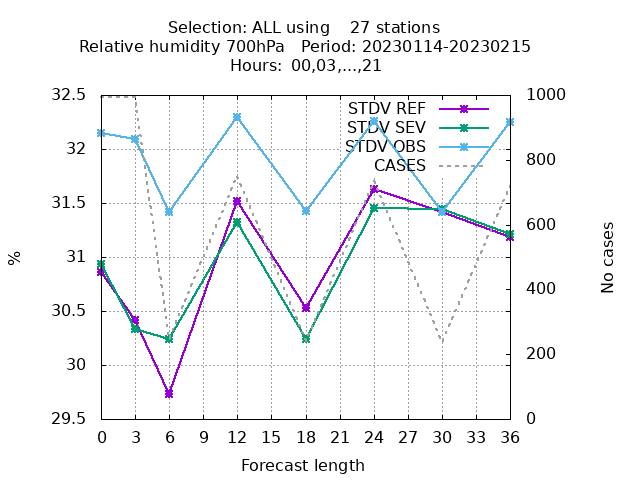 Selection: ALL using    27 stations
Relative humidity 700hPa   Period: 20230114-20230215
Hours:  00,03,...,21
STDV REF
STDV SEV
STDV OBS
CASES
32.5
32
31.5
31
30.5
30
29.5
%
1000
800
600
400
200
0
No cases
0 3 6 9 12 15 18 21 24 27 30 33 36
Forecast length